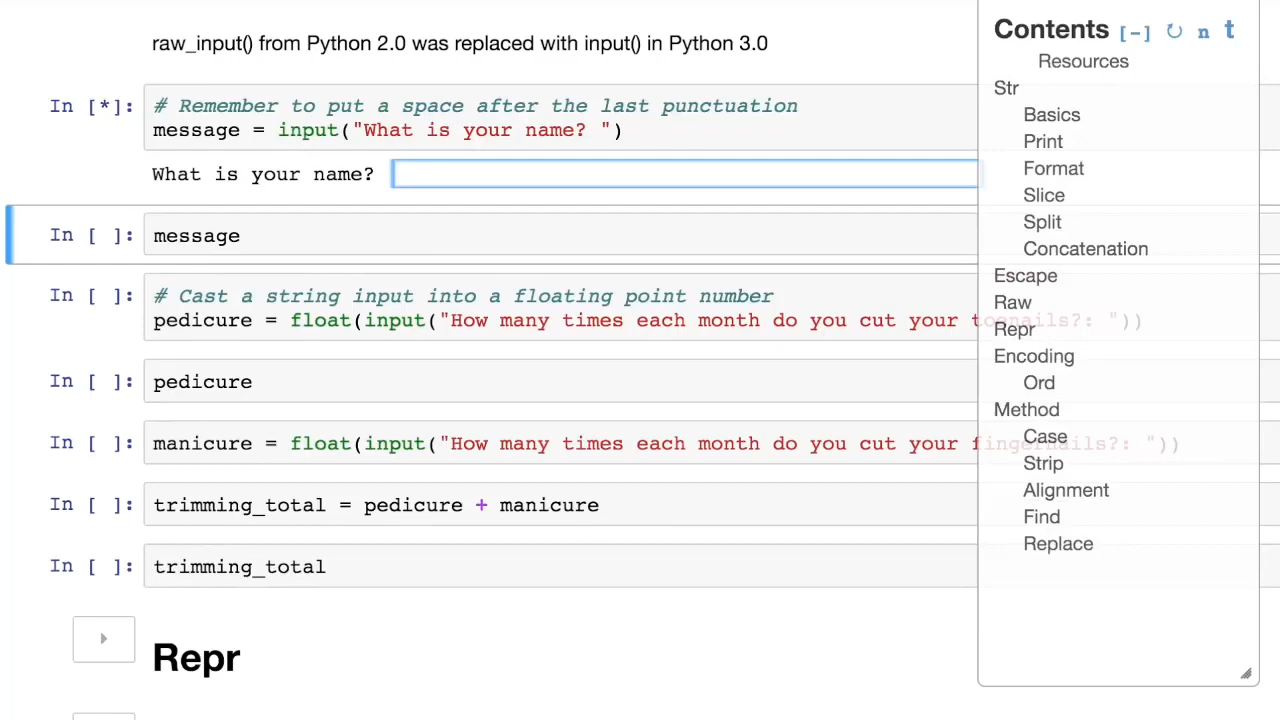 raw_input() from Python 2.0 was replaced with input() in Python 3.0
In [*]: # Remember to put a space after the last punctuation
message = input("What is your name? ")
What is your name?
In [ ]: message
In [ ]: # Cast a string input into a floating point number
pedicure = float(input("How many times each month do you cut your toenails?: "))
In [ ]: pedicure
In [ ]: manicure = float(input("How many times each month do you cut your fingernails?: "))
In [ ]: trimming_total = pedicure + manicure
In [ ]: trimming_total
Repr
Contents [-] n t
Resources
Str
Basics
Print
Format
Slice
Split
Concatenation
Escape
Raw
Repr
Encoding
Ord
Method
Case
Strip
Alignment
Find
Replace